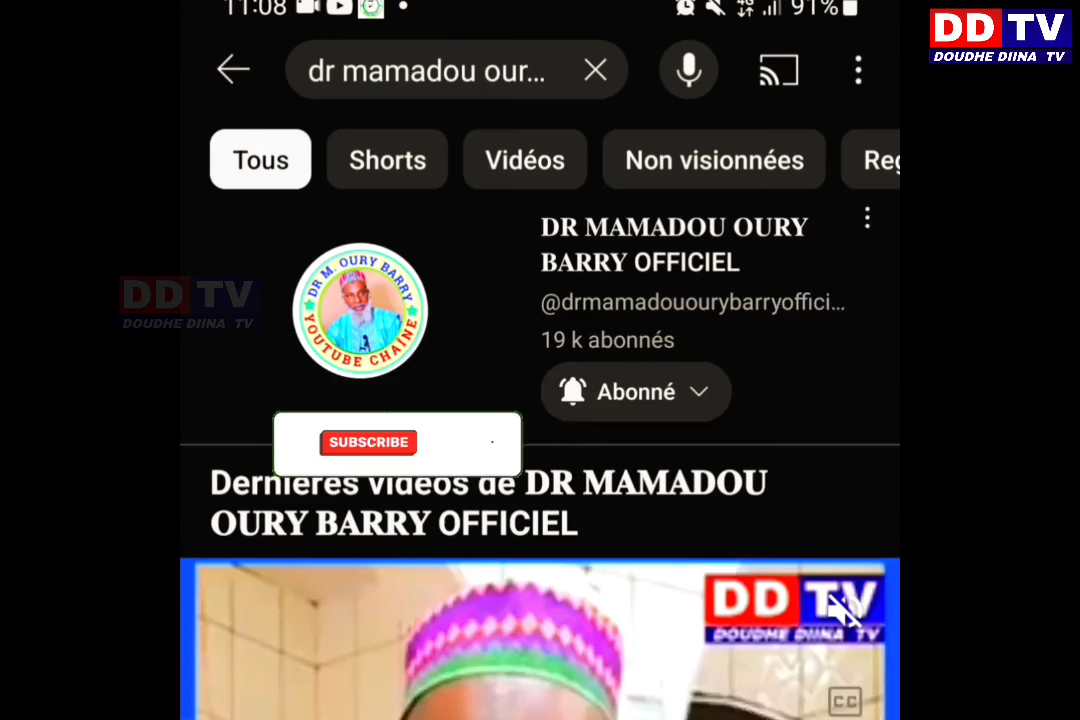 11:08
91%
DD TV
DOUDHE DIINA TV
dr mamadou our...
Tous
Shorts
Vidéos
Non visionnées
Reg
DR MAMADOU OURY
BARRY OFFICIEL
@drmamadouourybarryoffici...
19 k abonnés
Abonné
DR M. OURY BARRY
YOUTUBE CHAINE
DD TV
DOUDHE DIINA TV
SUBSCRIBE
Dernières vidéos de DR MAMADOU
OURY BARRY OFFICIEL
DD TV
DOUDHE DIINA TV
CC